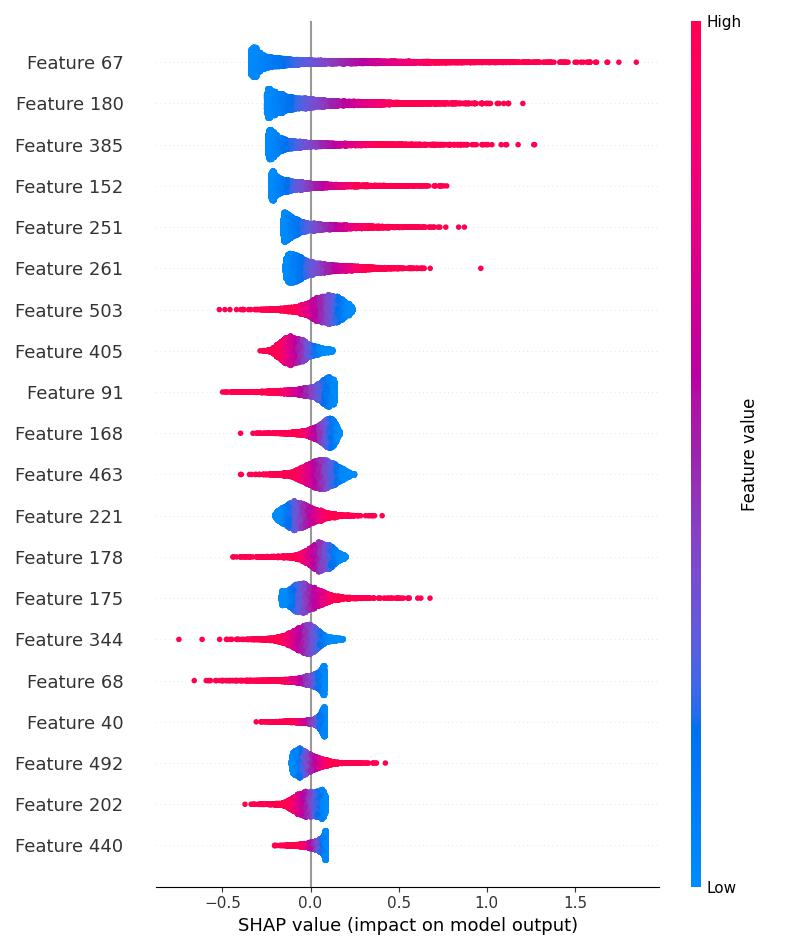 High
Feature 67
Feature 180
Feature 385
Feature 152
Feature 251
Feature 261
Feature 503
Feature 405
Feature 91
Feature 168
Feature 463
Feature 221
Feature 178
Feature 175
Feature 344
Feature 68
Feature 40
Feature 492
Feature 202
Feature 440
Feature value
Low
−0.5 0.0 0.5 1.0 1.5
SHAP value (impact on model output)